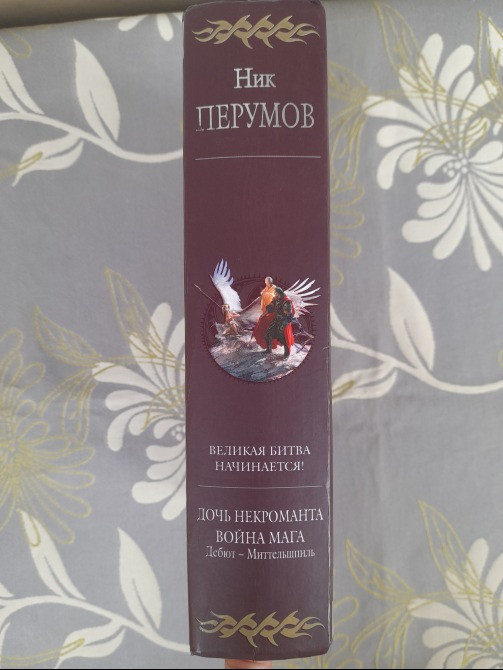 Ник
ПЕРУМОВ
ВЕЛИКАЯ БИТВА
НАЧИНАЕТСЯ!
ДОЧЬ НЕКРОМАНТА
ВОЙНА МАГА
Дебют – Миттельшпиль